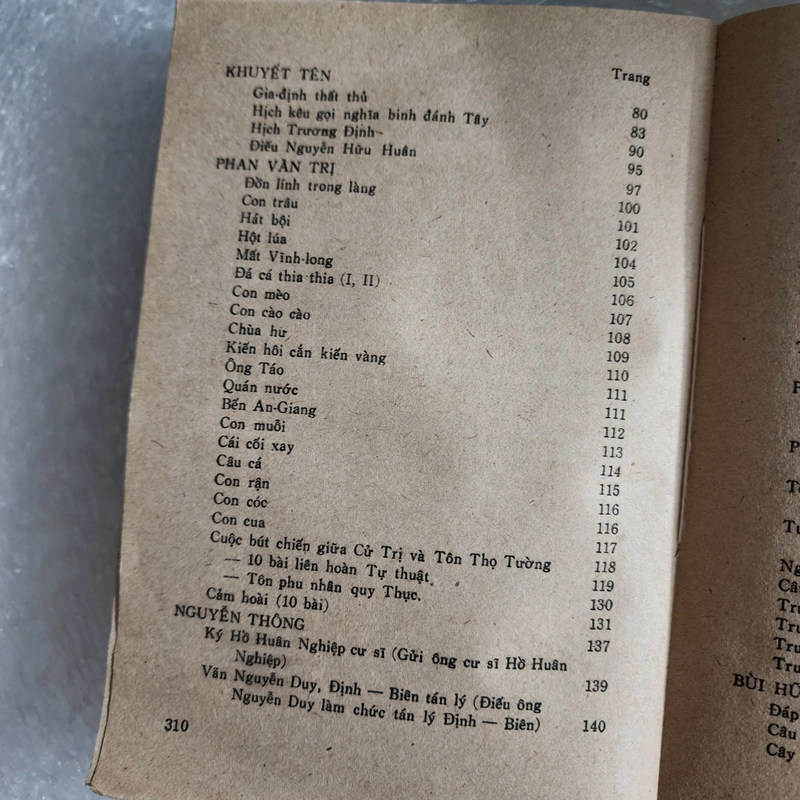 KHUYẾT TÊN Trang
Gia-định thất thủ 80
Hịch kêu gọi nghĩa binh đánh Tây 83
Hịch Trương Định 90
Điếu Nguyễn Hữu Huân 95
PHAN VĂN TRỊ 97
Đồn lính trong làng 100
Con trâu 101
Hát bội 102
Hột lúa 104
Mất Vĩnh-long 105
Đá cá thia thia (I, II) 106
Con mèo 107
Con cào cào 108
Chùa hư 109
Kiến hôi cắn kiến vàng 110
Ông Táo 111
Quán nước 111
Bến An-Giang 112
Con muỗi 113
Cái cối xay 114
Câu cá 115
Con rận 116
Con cóc 116
Con cua 117
Cuộc bút chiến giữa Cử Trị và Tôn Thọ Tường 118
— 10 bài liên hoàn Tự thuật 119
— Tôn phu nhân quy Thục. 130
Cảm hoài (10 bài) 131
NGUYỄN THÔNG 137
Ký Hồ Huân Nghiệp cư sĩ (Gửi ông cư sĩ Hồ Huân
Nghiệp) 139
Vãn Nguyễn Duy, Định — Biên tán lý (Điếu ông
Nguyễn Duy làm chức tán lý Định — Biên) 140
310
BÙI HỮ
Đáp
Câu
Cây